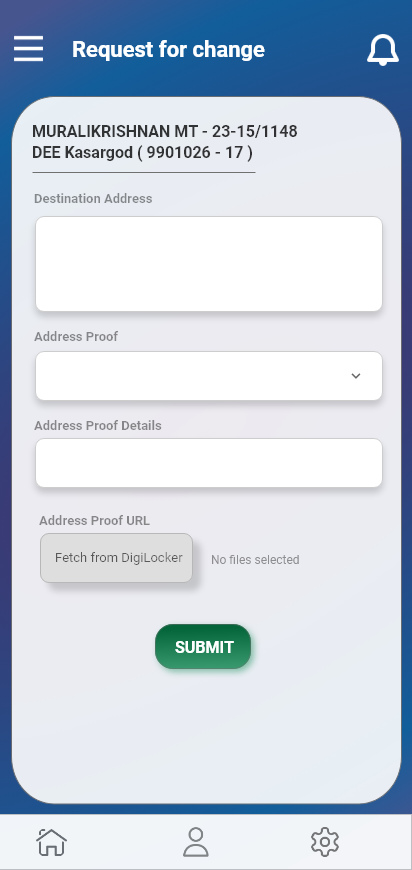 Request for change
MURALIKRISHNAN MT - 23-15/1148
DEE Kasargod ( 9901026 - 17 )
Destination Address
Address Proof
Address Proof Details
Address Proof URL
Fetch from DigiLocker
No files selected
SUBMIT